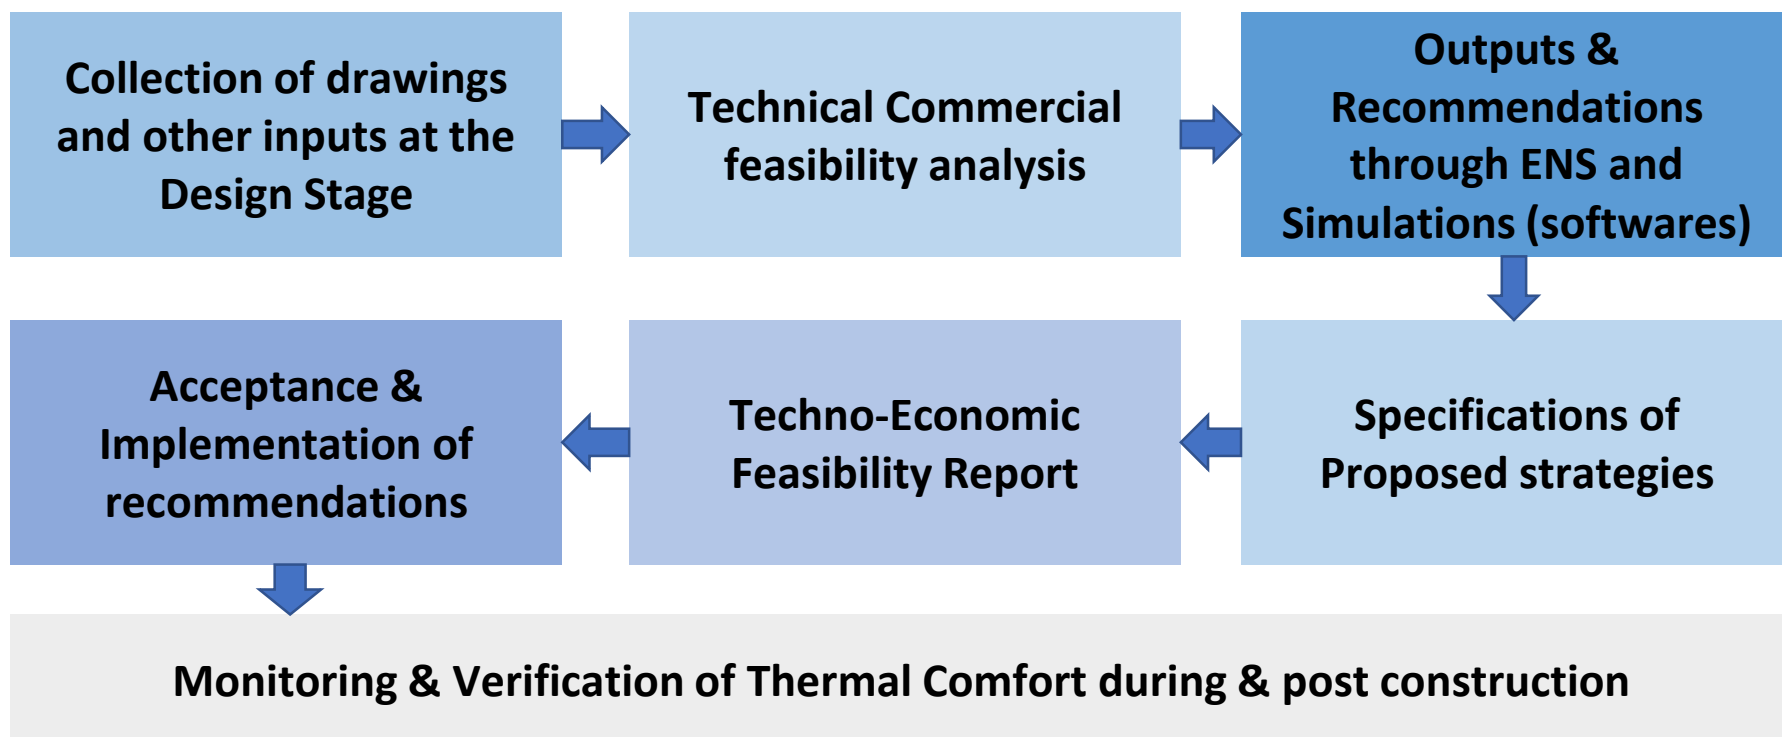 Collection of drawings
and other inputs at the
Design Stage
Technical Commercial
feasibility analysis
Outputs &
Recommendations
through ENS and
Simulations (softwares)
Specifications of
Proposed strategies
Techno-Economic
Feasibility Report
Acceptance &
Implementation of
recommendations
Monitoring & Verification of Thermal Comfort during & post construction